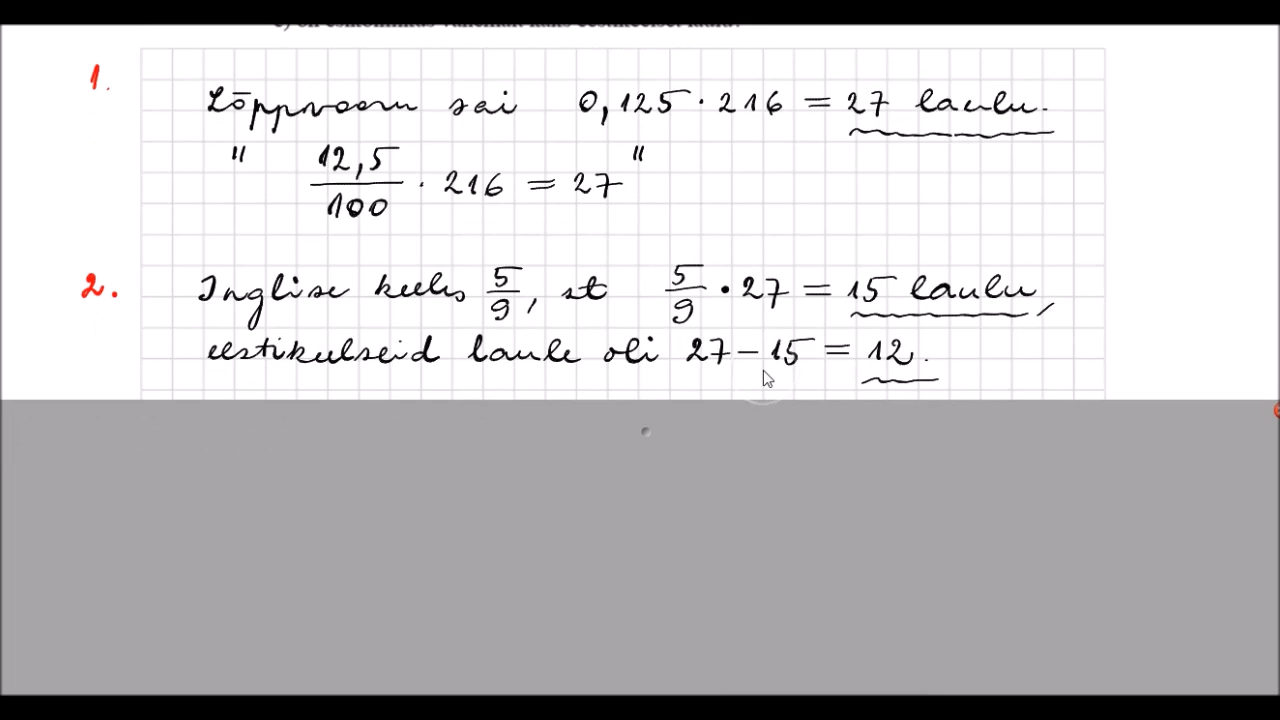 1.
Lõppvooru sai 0,125 · 216 = 27 laulu.
" 12,5/100 · 216 = 27 "
2. Inglise keeles 5/9, st 5/9 · 27 = 15 laulu,
eestikeelseid laule oli 27 − 15 = 12.